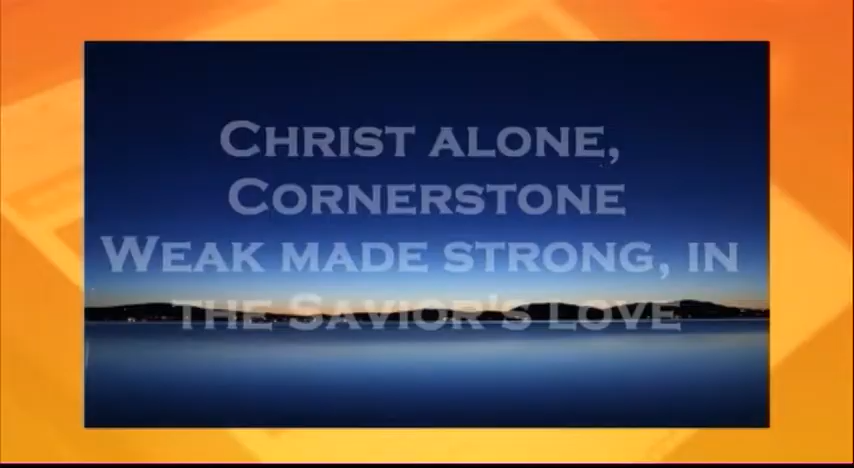 Christ alone,
Cornerstone
Weak made strong, in
the Savior's Love